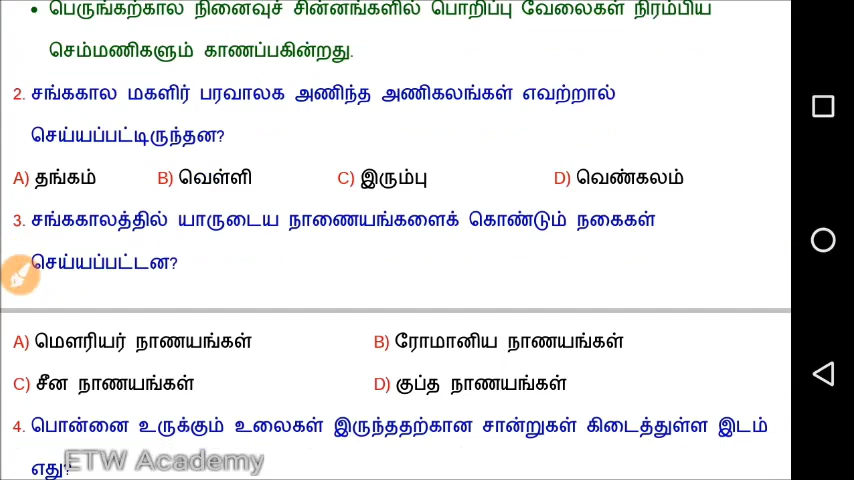 • பெருங்கற்கால நினைவுச் சின்னங்களில் பொறிப்பு வேலைகள் நிரம்பிய
செம்மணிகளும் காணப்பகின்றது.
2. சங்ககால மகளிர் பரவாலக அணிந்த அணிகலங்கள் எவற்றால்
செய்யப்பட்டிருந்தன?
A) தங்கம் B) வெள்ளி C) இரும்பு D) வெண்கலம்
3. சங்ககாலத்தில் யாருடைய நாணையங்களைக் கொண்டும் நகைகள்
செய்யப்பட்டன?
A) மௌரியர் நாணயங்கள் B) ரோமானிய நாணயங்கள்
C) சீன நாணயங்கள் D) குப்த நாணயங்கள்
4. பொன்னை உருக்கும் உலைகள் இருந்ததற்கான சான்றுகள் கிடைத்துள்ள இடம்
எது?
ETW Academy